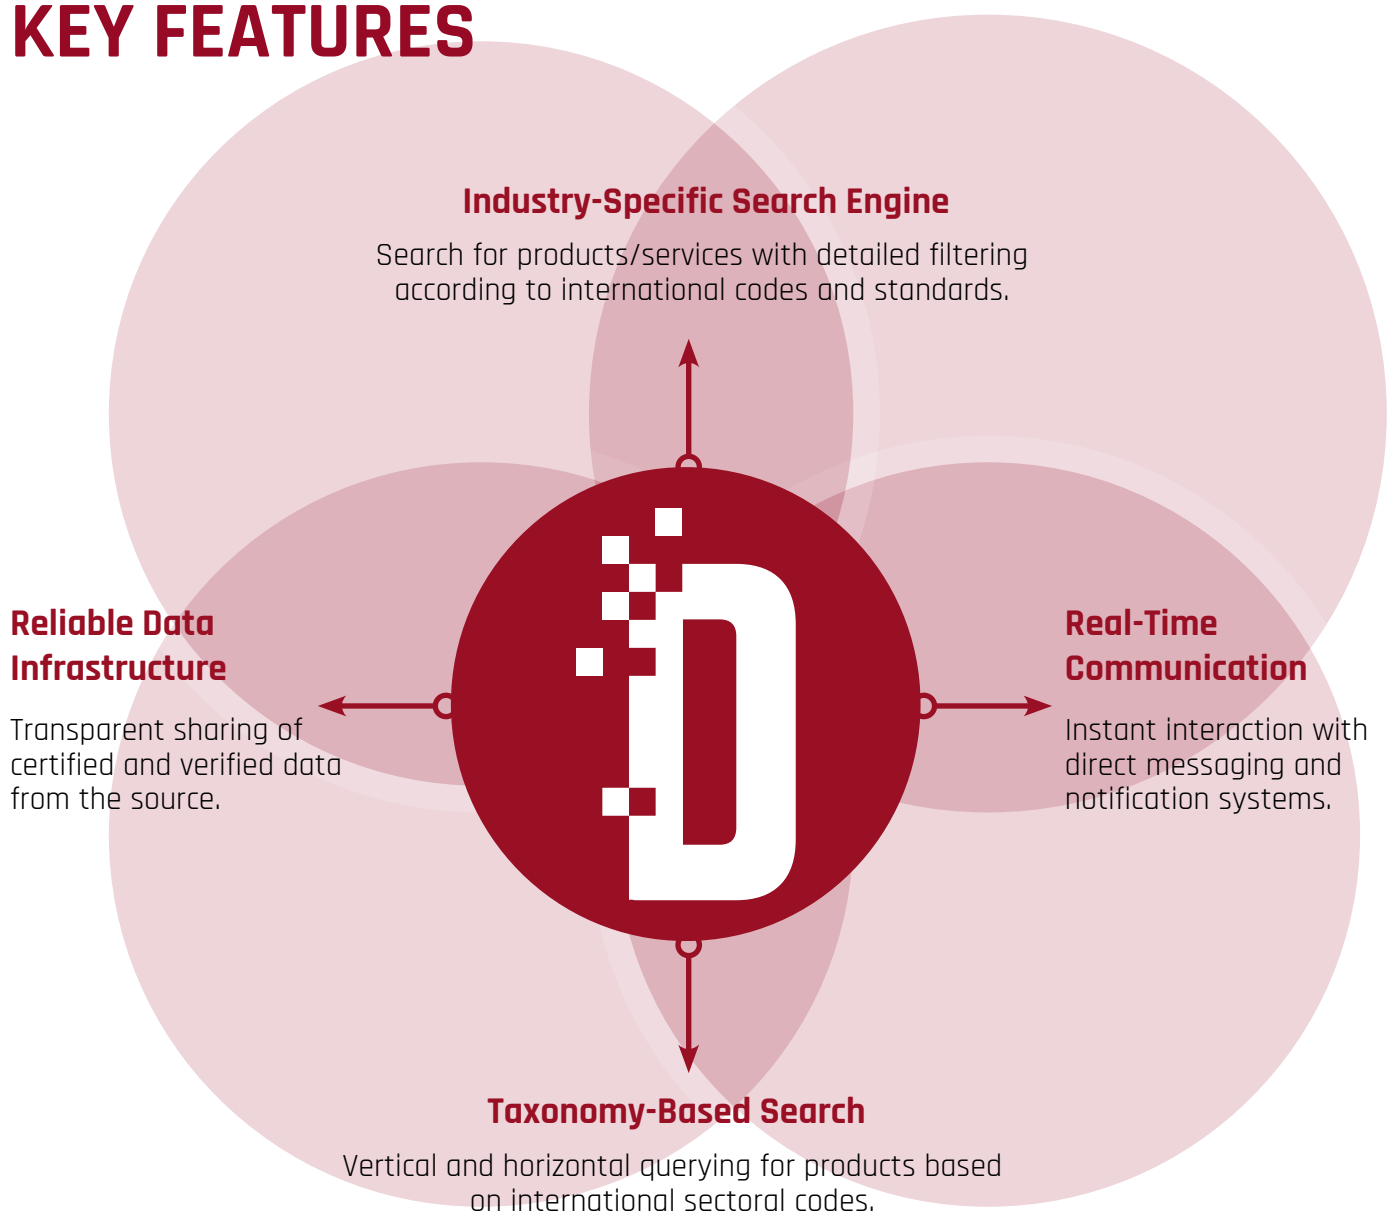 KEY FEATURES
Industry-Specific Search Engine
Search for products/services with detailed filtering
according to international codes and standards.
Reliable Data
Infrastructure
Transparent sharing of
certified and verified data
from the source.
D
Real-Time
Communication
Instant interaction with
direct messaging and
notification systems.
Taxonomy-Based Search
Vertical and horizontal querying for products based
on international sectoral codes.